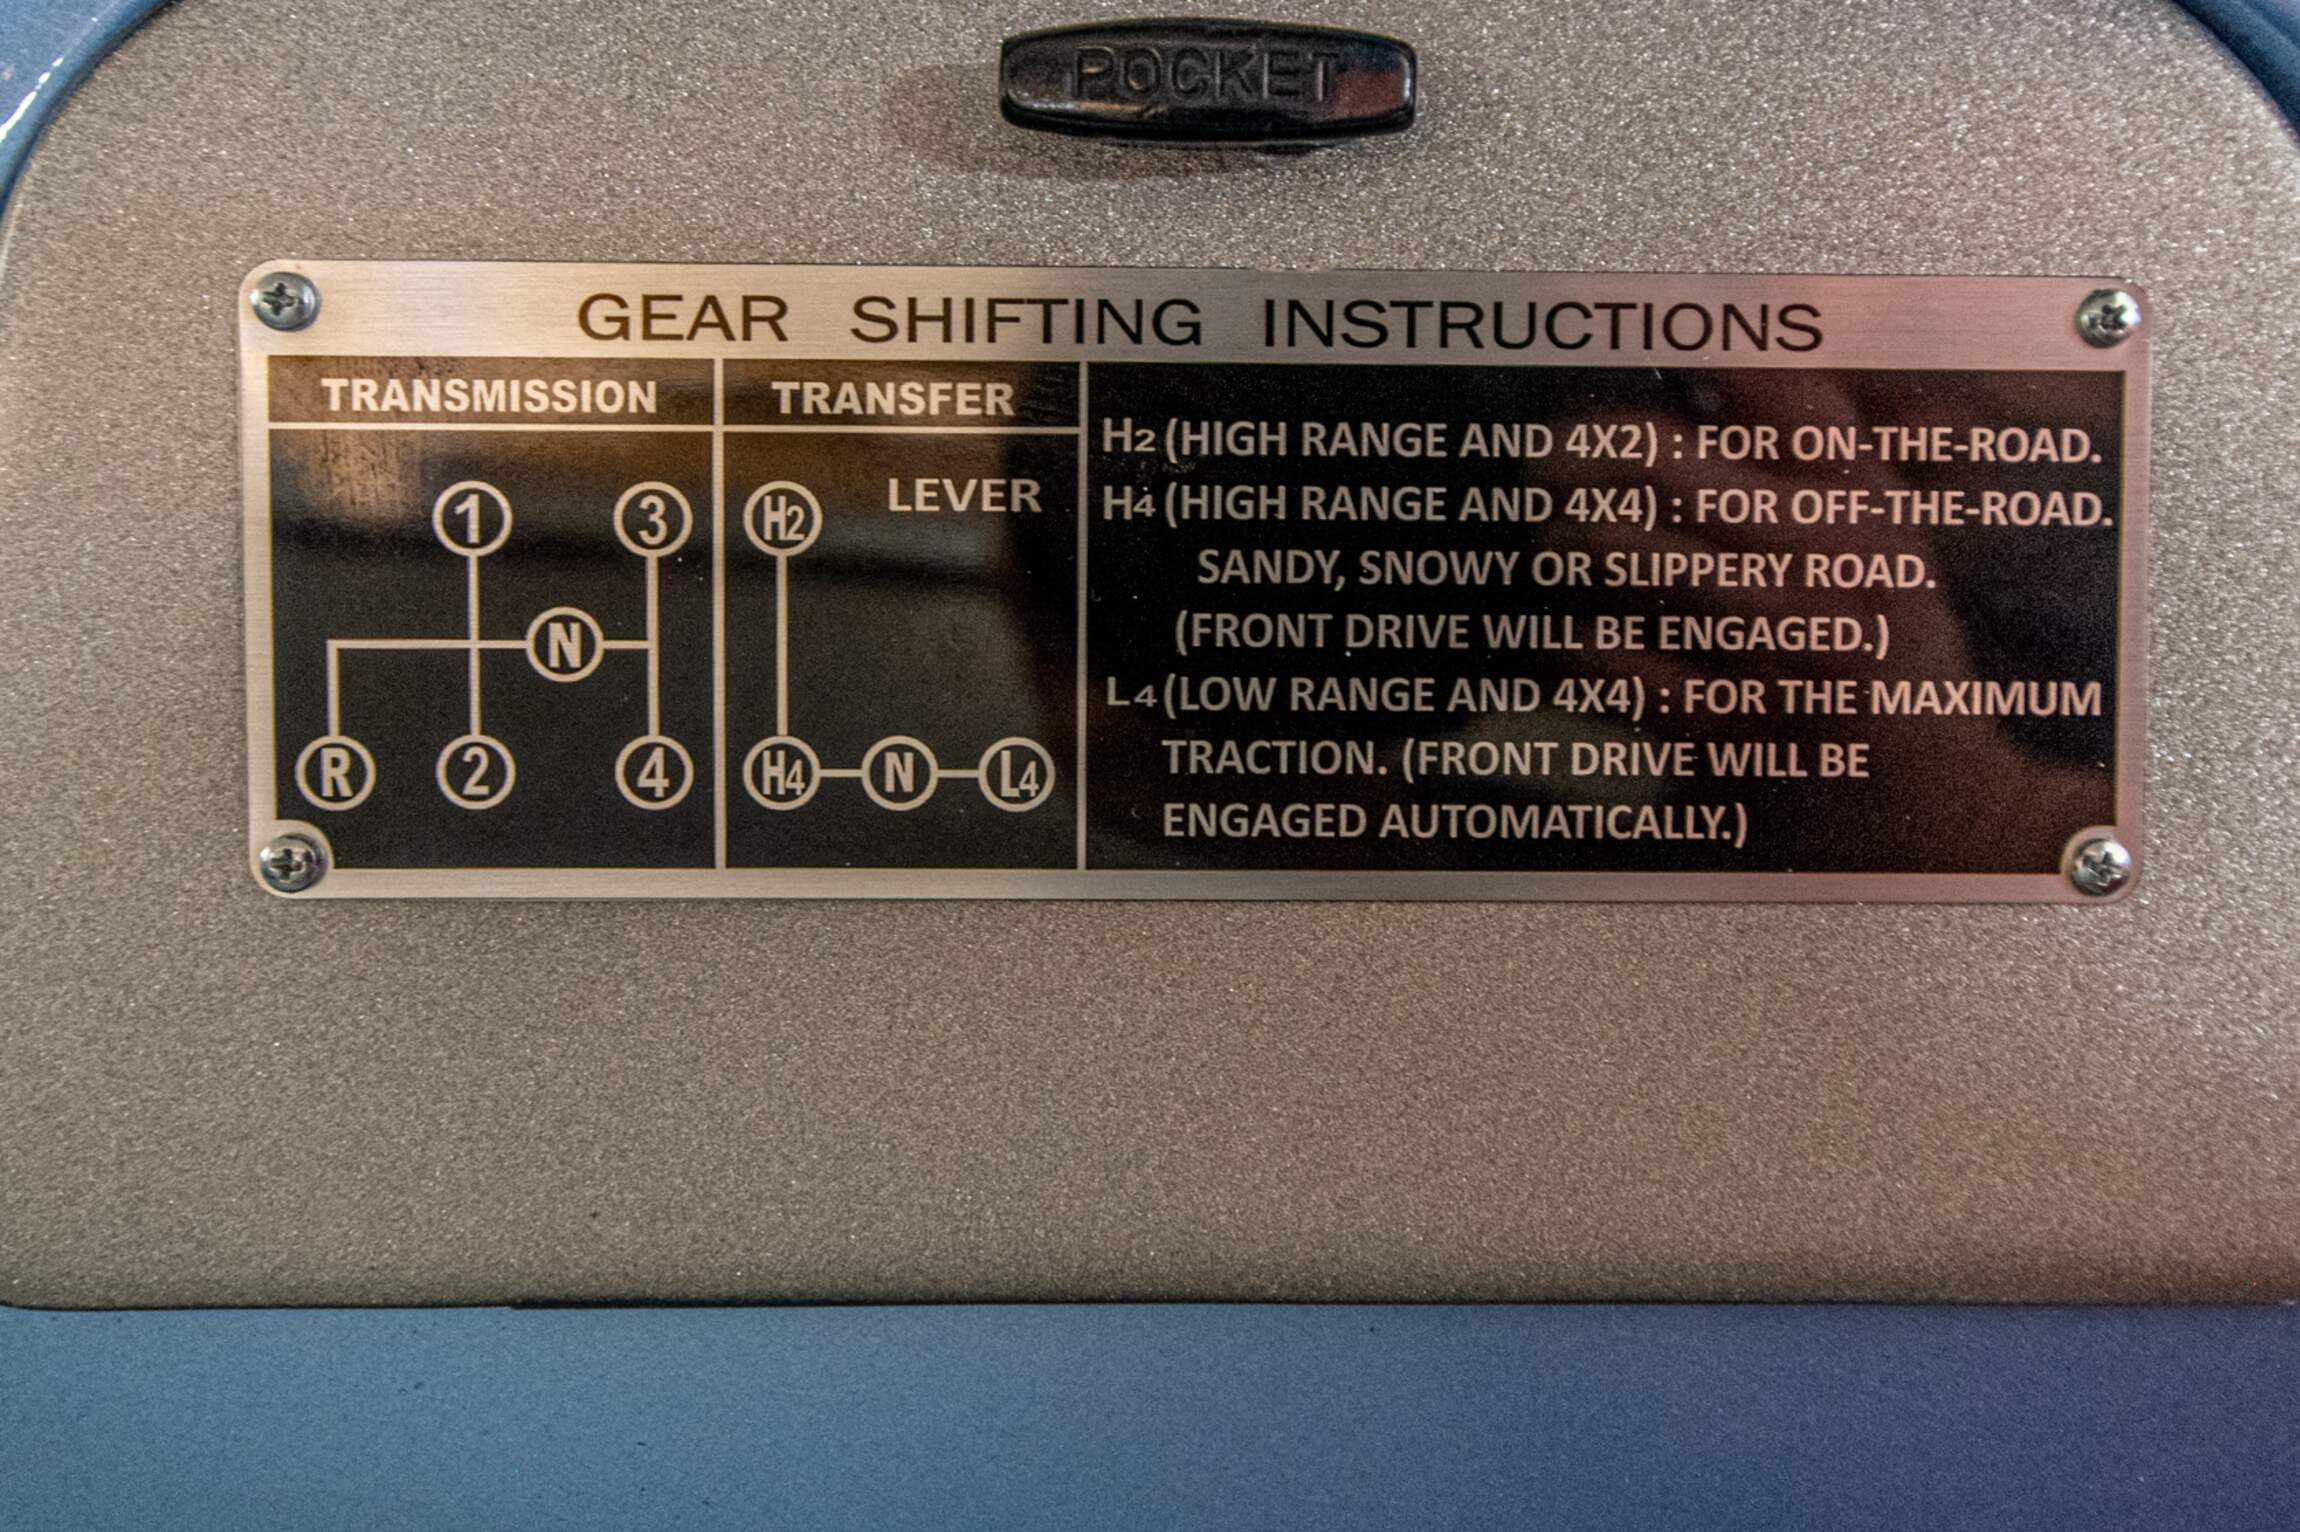 POCKET
GEAR SHIFTING INSTRUCTIONS
TRANSMISSION
1 3
N
R 2 4
TRANSFER
LEVER
H2
H4 N L4
H2 (HIGH RANGE AND 4X2) : FOR ON-THE-ROAD.
H4 (HIGH RANGE AND 4X4) : FOR OFF-THE-ROAD.
SANDY, SNOWY OR SLIPPERY ROAD.
(FRONT DRIVE WILL BE ENGAGED.)
L4 (LOW RANGE AND 4X4) : FOR THE MAXIMUM
TRACTION. (FRONT DRIVE WILL BE
ENGAGED AUTOMATICALLY.)